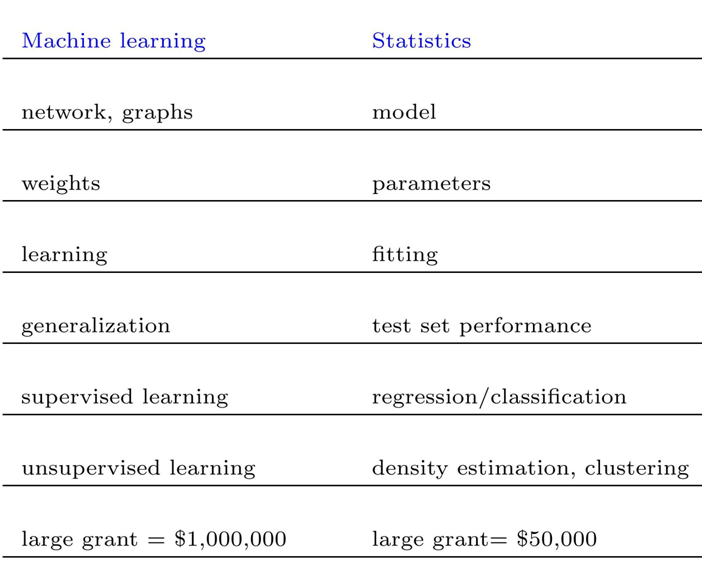 Machine learning Statistics
network, graphs model
weights parameters
learning fitting
generalization test set performance
supervised learning regression/classification
unsupervised learning density estimation, clustering
large grant = $1,000,000 large grant= $50,000